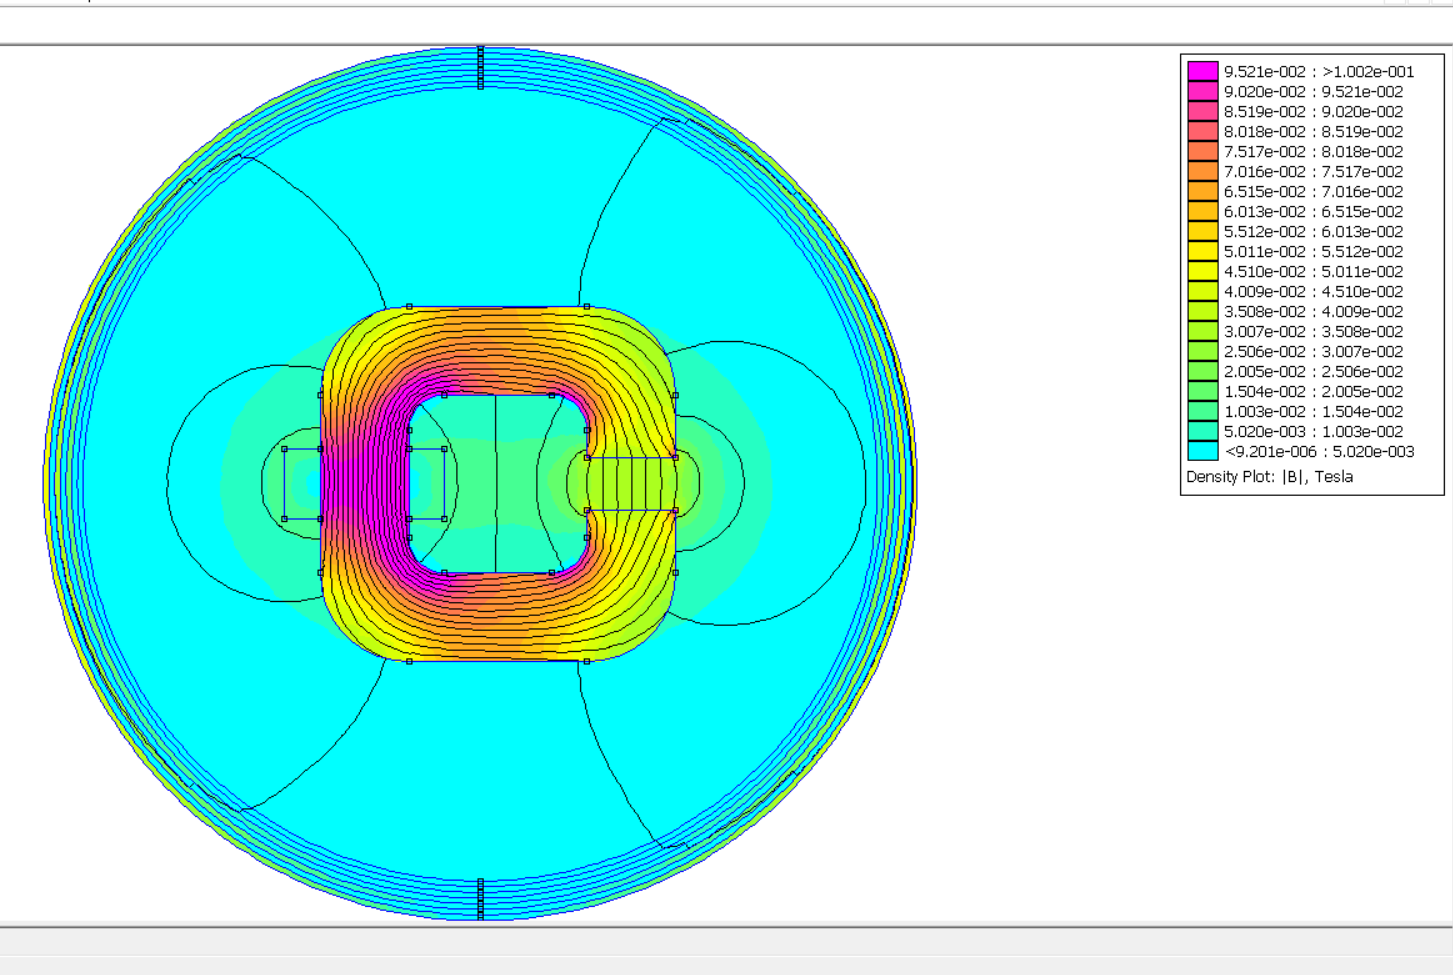 9.521e-002 : >1.002e-001
9.020e-002 : 9.521e-002
8.519e-002 : 9.020e-002
8.018e-002 : 8.519e-002
7.517e-002 : 8.018e-002
7.016e-002 : 7.517e-002
6.515e-002 : 7.016e-002
6.013e-002 : 6.515e-002
5.512e-002 : 6.013e-002
5.011e-002 : 5.512e-002
4.510e-002 : 5.011e-002
4.009e-002 : 4.510e-002
3.508e-002 : 4.009e-002
3.007e-002 : 3.508e-002
2.506e-002 : 3.007e-002
2.005e-002 : 2.506e-002
1.504e-002 : 2.005e-002
1.003e-002 : 1.504e-002
5.020e-003 : 1.003e-002
<9.201e-006 : 5.020e-003
Density Plot: |B|, Tesla